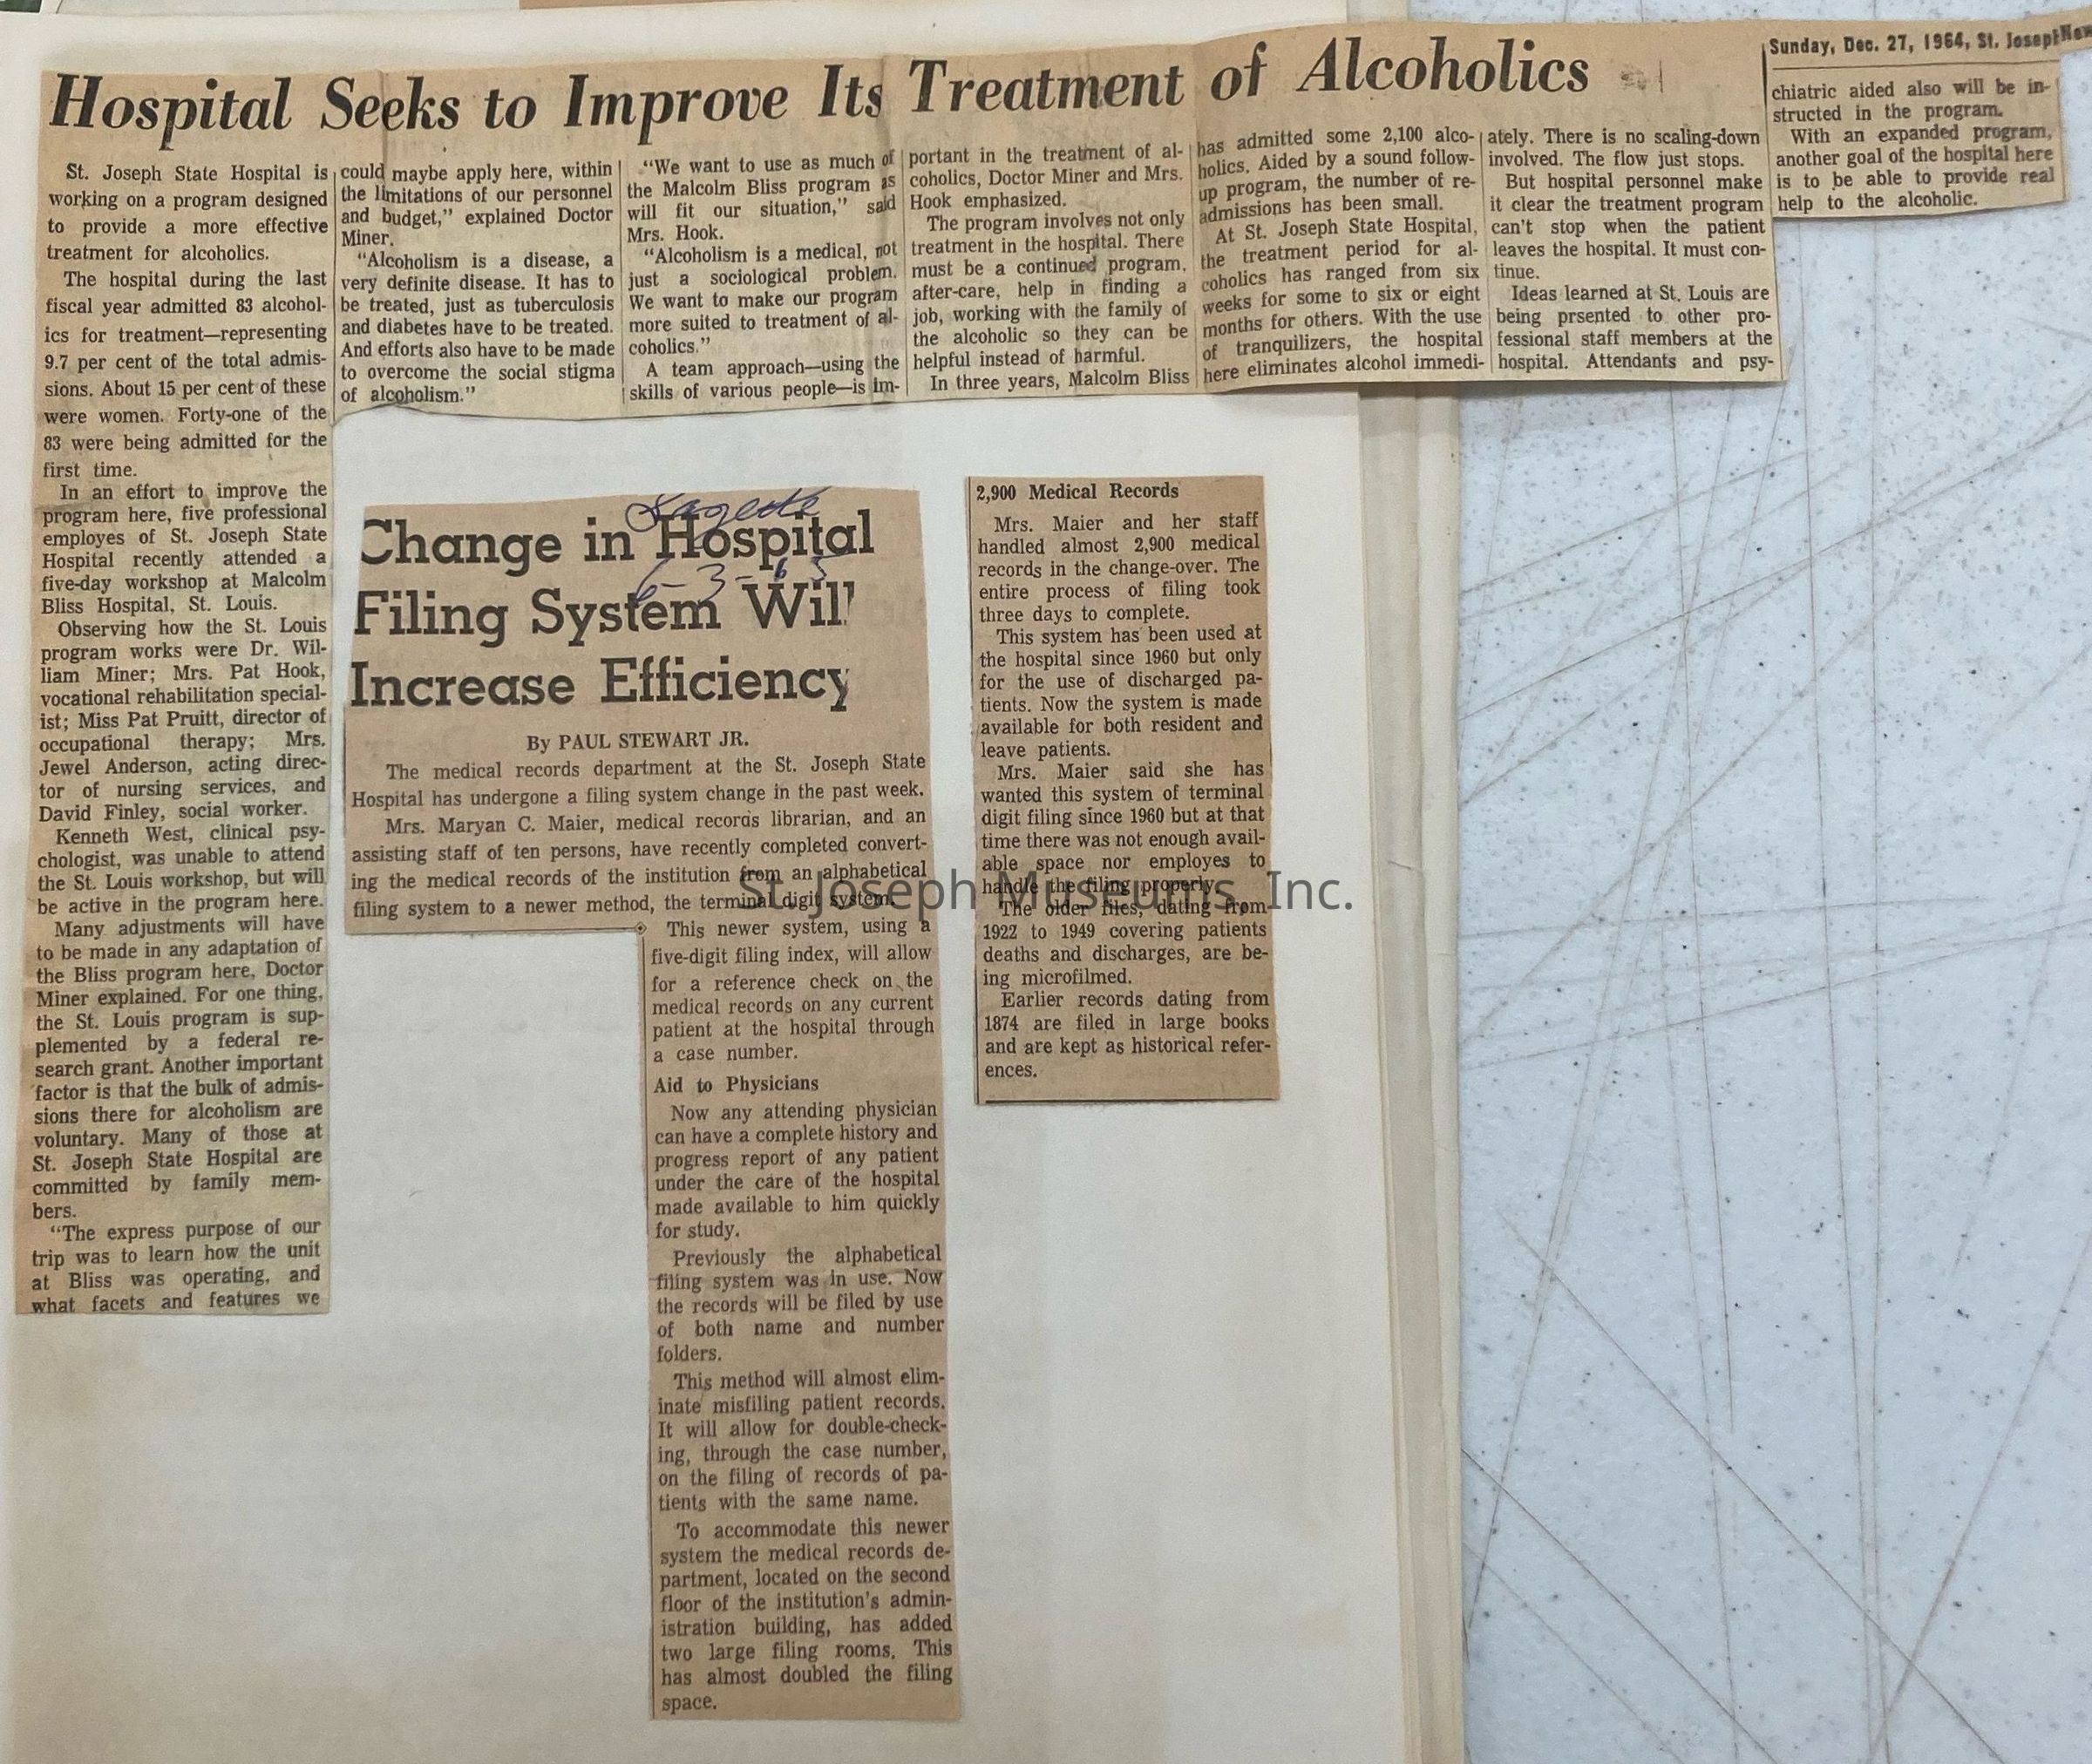 Hospital Seeks to Improve Its Treatment of Alcoholics
St. Joseph State Hospital is
working on a program designed
to provide a more effective
treatment for alcoholics.
The hospital during the last
fiscal year admitted 83 alcohol-
ics for treatment—representing
9.7 per cent of the total admis-
sions. About 15 per cent of these
were women. Forty-one of the
83 were being admitted for the
first time.
In an effort to improve the
program here, five professional
employes of St. Joseph State
Hospital recently attended a
five-day workshop at Malcolm
Bliss Hospital, St. Louis.
Observing how the St. Louis
program works were Dr. Wil-
liam Miner; Mrs. Pat Hook,
vocational rehabilitation special-
ist; Miss Pat Pruitt, director of
occupational therapy; Mrs.
Jewel Anderson, acting direc-
tor of nursing services, and
David Finley, social worker.
Kenneth West, clinical psy-
chologist, was unable to attend
the St. Louis workshop, but will
be active in the program here.
Many adjustments will have
to be made in any adaptation of
the Bliss program here, Doctor
Miner explained. For one thing,
the St. Louis program is sup-
plemented by a federal re-
search grant. Another important
factor is that the bulk of admis-
sions there for alcoholism are
voluntary. Many of those at
St. Joseph State Hospital are
committed by family mem-
bers.
"The express purpose of our
trip was to learn how the unit
at Bliss was operating, and
what facets and features we
could maybe apply here, within
the limitations of our personnel
and budget," explained Doctor
Miner.
"Alcoholism is a disease, a
very definite disease. It has to
be treated, just as tuberculosis
and diabetes have to be treated.
And efforts also have to be made
to overcome the social stigma
of alcoholism."
"We want to use as much of
the Malcolm Bliss program as
will fit our situation," said
Mrs. Hook.
"Alcoholism is a medical, not
just a sociological problem.
We want to make our program
more suited to treatment of al-
coholics."
A team approach—using the
skills of various people—is im-
portant in the treatment of al-
coholics, Doctor Miner and Mrs.
Hook emphasized.
The program involves not only
treatment in the hospital. There
must be a continued program,
after-care, help in finding a
job, working with the family of
the alcoholic so they can be
helpful instead of harmful.
In three years, Malcolm Bliss
has admitted some 2,100 alco-
holics. Aided by a sound follow-
up program, the number of re-
admissions has been small.
At St. Joseph State Hospital,
the treatment period for al-
coholics has ranged from six
weeks for some to six or eight
months for others. With the use
of tranquilizers, the hospital
here eliminates alcohol immedi-
ately. There is no scaling-down
involved. The flow just stops.
But hospital personnel make
it clear the treatment program
can't stop when the patient
leaves the hospital. It must con-
tinue.
Ideas learned at St. Louis are
being prsented to other pro-
fessional staff members at the
hospital. Attendants and psy-
Sunday, Dec. 27, 1964, St. Joseph New
chiatric aided also will be in-
structed in the program.
With an expanded program,
another goal of the hospital here
is to be able to provide real
help to the alcoholic.
Gazette
6-3-65
Change in Hospital
Filing System Will
Increase Efficiency
By PAUL STEWART JR.
The medical records department at the St. Joseph State
Hospital has undergone a filing system change in the past week.
Mrs. Maryan C. Maier, medical records librarian, and an
assisting staff of ten persons, have recently completed convert-
ing the medical records of the institution from an alphabetical
filing system to a newer method, the terminal digit system.
This newer system, using a
five-digit filing index, will allow
for a reference check on the
medical records on any current
patient at the hospital through
a case number.
Aid to Physicians
Now any attending physician
can have a complete history and
progress report of any patient
under the care of the hospital
made available to him quickly
for study.
Previously the alphabetical
filing system was in use. Now
the records will be filed by use
of both name and number
folders.
This method will almost elim-
inate misfiling patient records.
It will allow for double-check-
ing, through the case number,
on the filing of records of pa-
tients with the same name.
To accommodate this newer
system the medical records de-
partment, located on the second
floor of the institution's admin-
istration building, has added
two large filing rooms. This
has almost doubled the filing
space.
2,900 Medical Records
Mrs. Maier and her staff
handled almost 2,900 medical
records in the change-over. The
entire process of filing took
three days to complete.
This system has been used at
the hospital since 1960 but only
for the use of discharged pa-
tients. Now the system is made
available for both resident and
leave patients.
Mrs. Maier said she has
wanted this system of terminal
digit filing since 1960 but at that
time there was not enough avail-
able space nor employes to
handle the filing properly.
The older files, dating from
1922 to 1949 covering patients
deaths and discharges, are be-
ing microfilmed.
Earlier records dating from
1874 are filed in large books
and are kept as historical refer-
ences.
St. Joseph Museums, Inc.